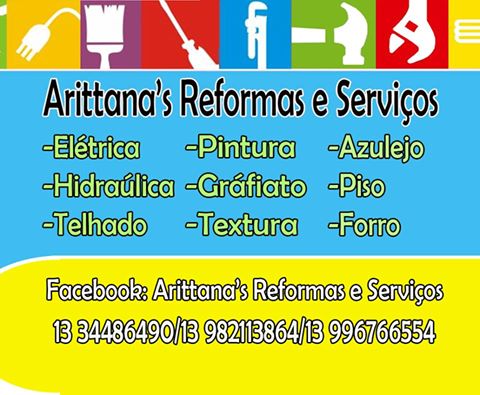 Arittana's Reformas e Serviços
-Elétrica -Pintura -Azulejo
-Hidraúlica -Gráfiato -Piso
-Telhado -Textura -Forro
Facebook: Arittana's Reformas e Serviços
13 34486490/13 982113864/13 996766554